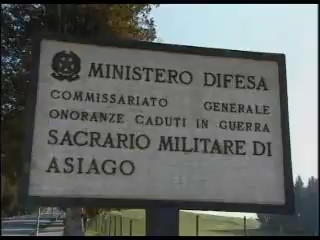 MINISTERO DIFESA
COMMISSARIATO GENERALE
ONORANZE CADUTI IN GUERRA
SACRARIO MILITARE DI
ASIAGO